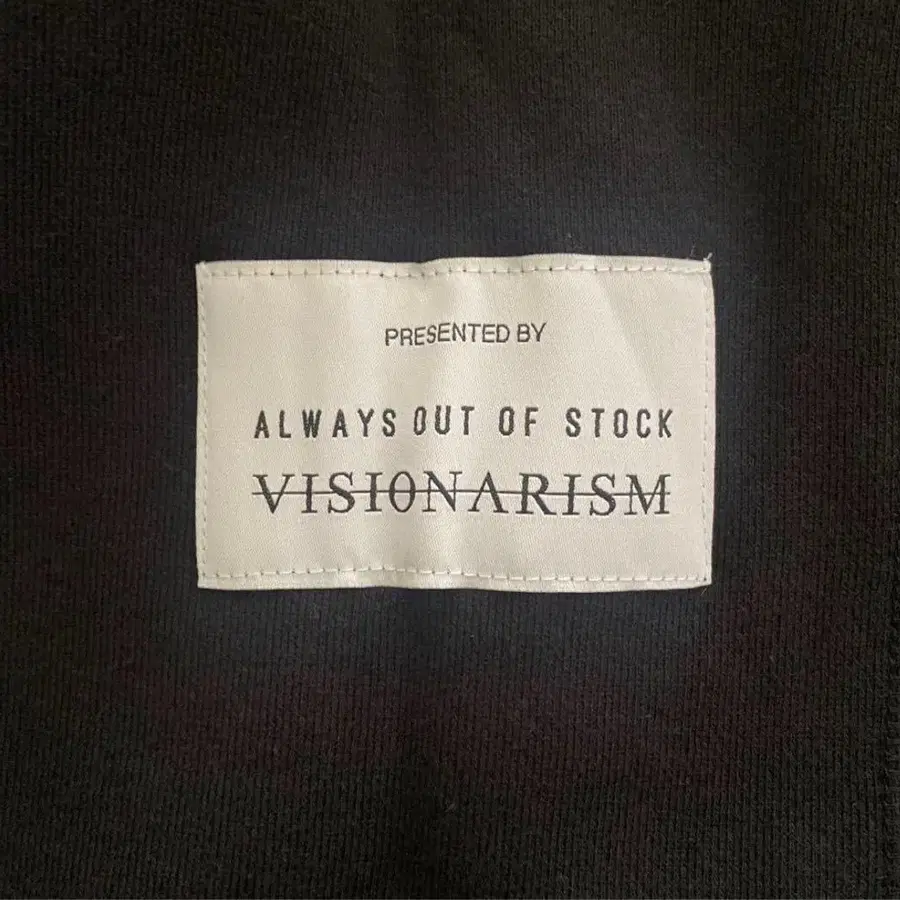 PRESENTED BY
ALWAYS OUT OF STOCK
VISIONARISM